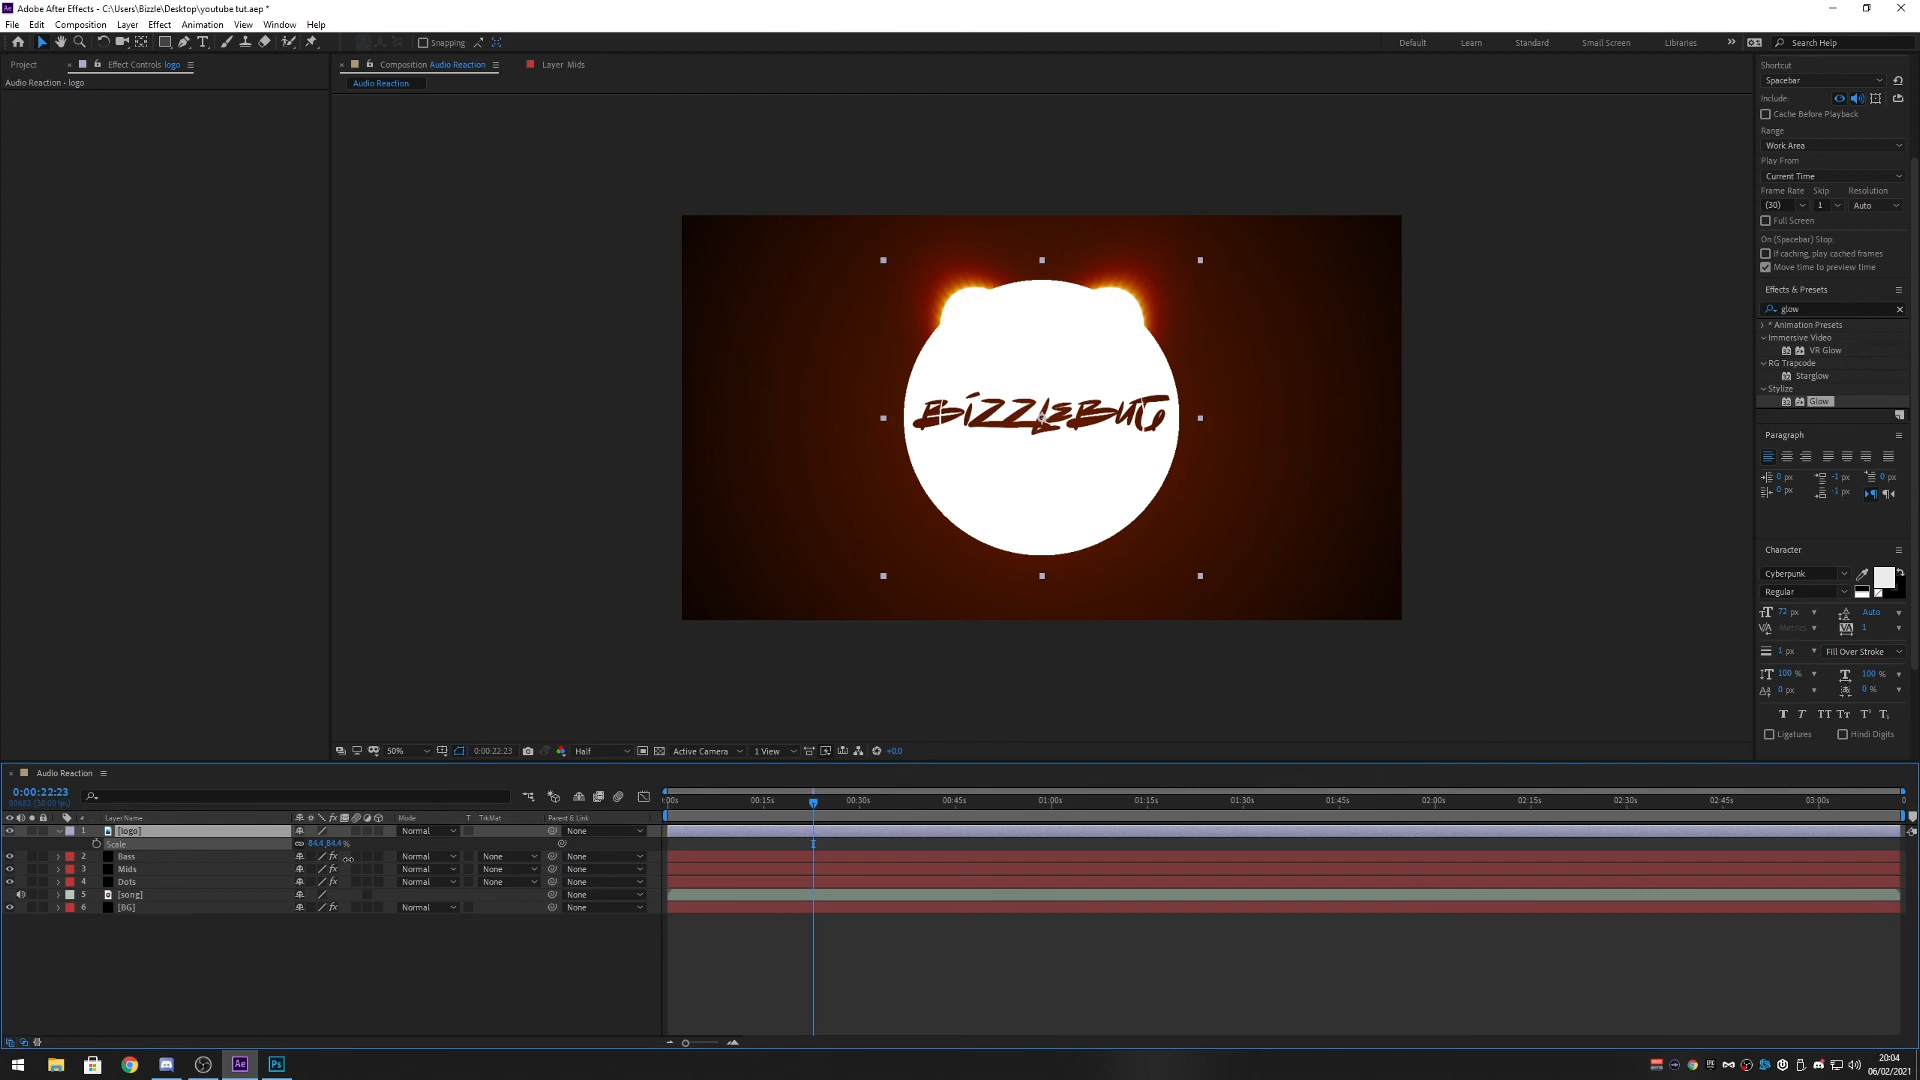 Adobe After Effects - C:\Users\Bizzle\Desktop\youtube tut.aep *
File Edit Composition Layer Effect Animation View Window Help
Snapping
Default Learn Standard Small Screen Libraries Search Help
Project Effect Controls logo
Audio Reaction - logo
Composition Audio Reaction Layer Mids
Audio Reaction
BizzleBut
Shortcut
Spacebar
Include:
Cache Before Playback
Range
Work Area
Play From
Current Time
Frame Rate Skip Resolution
(30) 1 Auto
Full Screen
On (Spacebar) Stop:
If caching, play cached frames
Move time to preview time
Effects & Presets
glow
* Animation Presets
Immersive Video
VR Glow
RG Trapcode
Starglow
Stylize
Glow
Paragraph
0 px -1 px 0 px
0 px -1 px
Character
Cyberpunk
Regular
72 px Auto
Metrics 1
1 px Fill Over Stroke
100 % 100 %
0 px 0 %
T T TT Tt T¹ T₁
Ligatures Hindi Digits
50% 0:00:22:23 Half Active Camera 1 View +0.0
Audio Reaction
0:00:22:23
00683 (30.00 fps)
:00s 00:15s 00:30s 00:45s 01:00s 01:15s 01:30s 01:45s 02:00s 02:15s 02:30s 02:45s 03:00s 0
# Layer Name Mode T TrkMat Parent & Link
1 [logo] Normal None
Scale 84.4,84.4 %
2 Bass fx Normal None None
3 Mids fx Normal None None
4 Dots fx Normal None None
5 [song] None
6 [BG] fx Normal None
20:04
06/02/2021